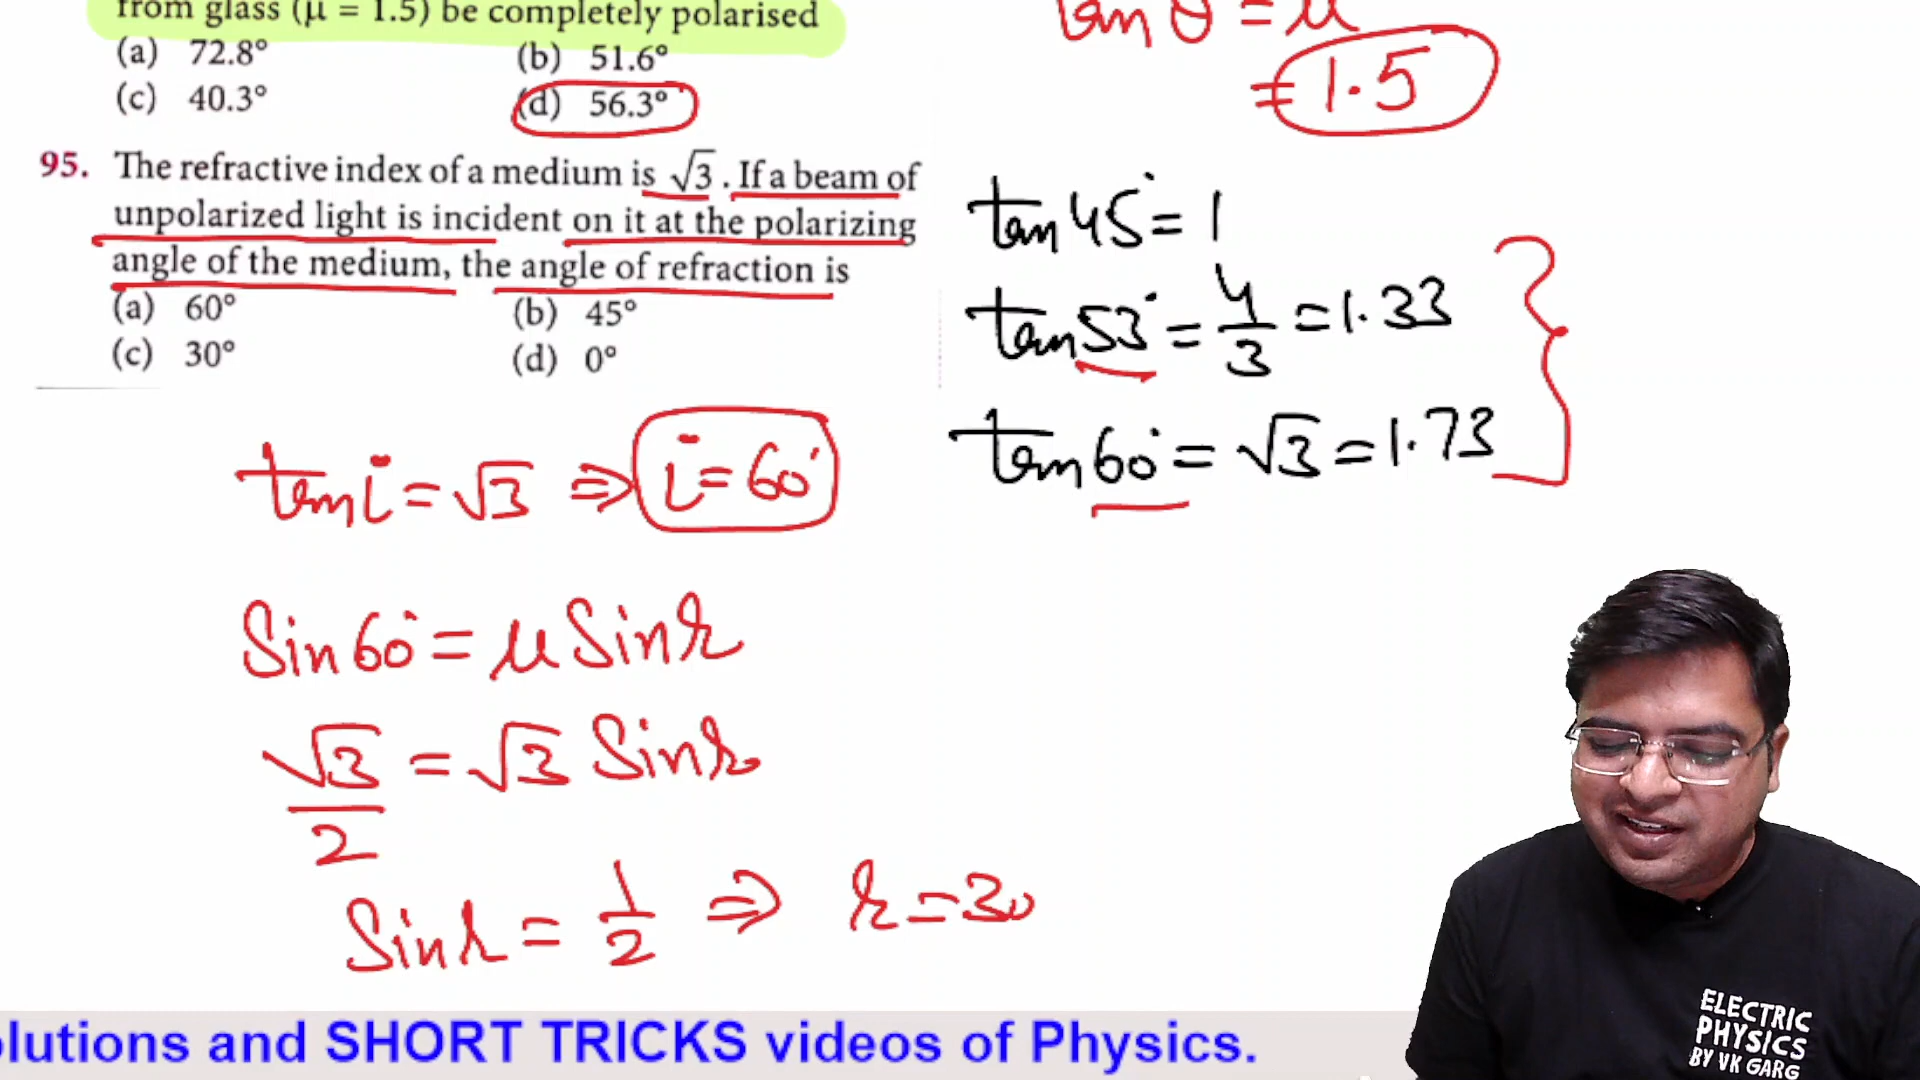 from glass (μ = 1.5) be completely polarised
(a) 72.8° (b) 51.6°
(c) 40.3° (d) 56.3°
95. The refractive index of a medium is √3. If a beam of
unpolarized light is incident on it at the polarizing
angle of the medium, the angle of refraction is
(a) 60° (b) 45°
(c) 30° (d) 0°
tan θ = μ
= 1.5
tan 45° = 1
tan 53° = 4/3 = 1.33
tan 60° = √3 = 1.73
tan i = √3 ⇒ i = 60°
Sin 60° = μ Sin r
√3/2 = √3 Sin r
Sin r = 1/2 ⇒ r = 30
olutions and SHORT TRICKS videos of Physics.
ELECTRIC
PHYSICS
BY VK GARG